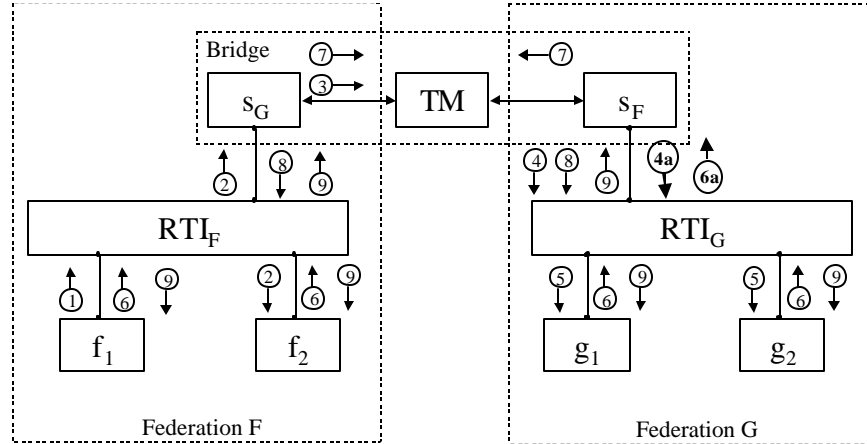 Bridge
7 7
3
s_G TM s_F
2 8 9 4 8 9 4a 6a
RTI_F RTI_G
1 6 9 2 6 9 5 6 9 5 6 9
f_1 f_2 g_1 g_2
Federation F Federation G